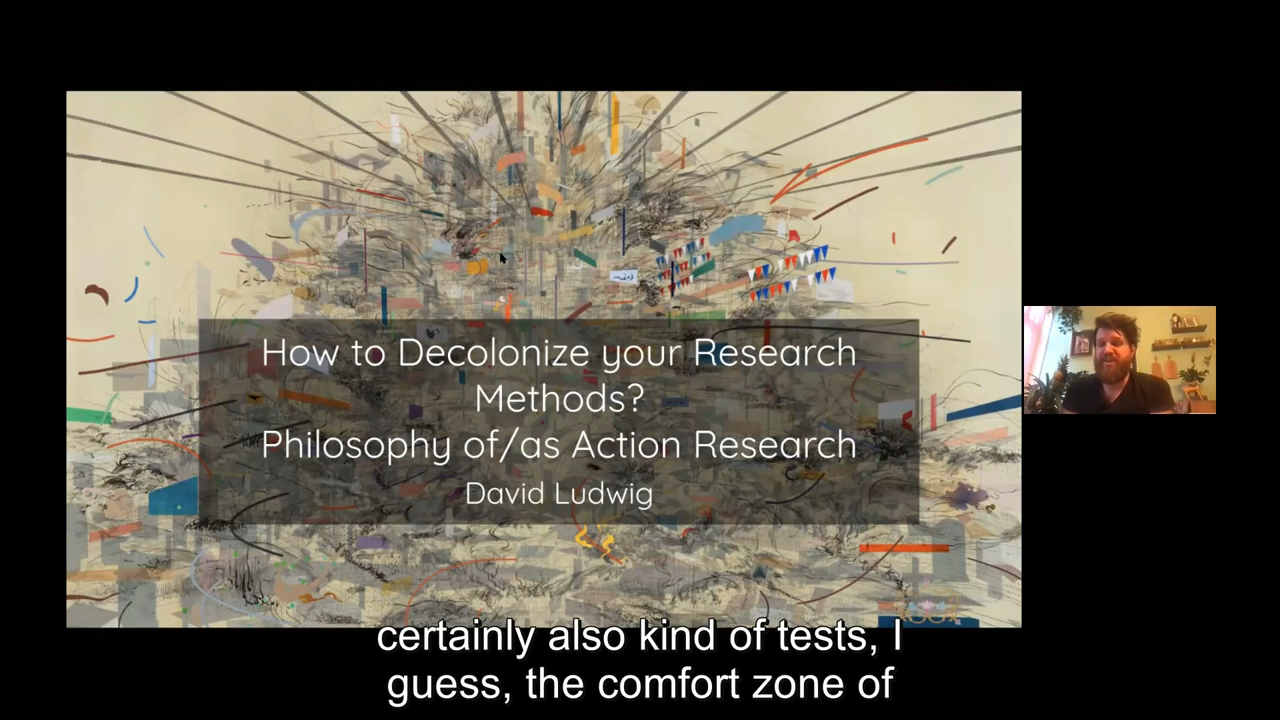 How to Decolonize your Research
Methods?
Philosophy of/as Action Research
David Ludwig
certainly also kind of tests, I
guess, the comfort zone of